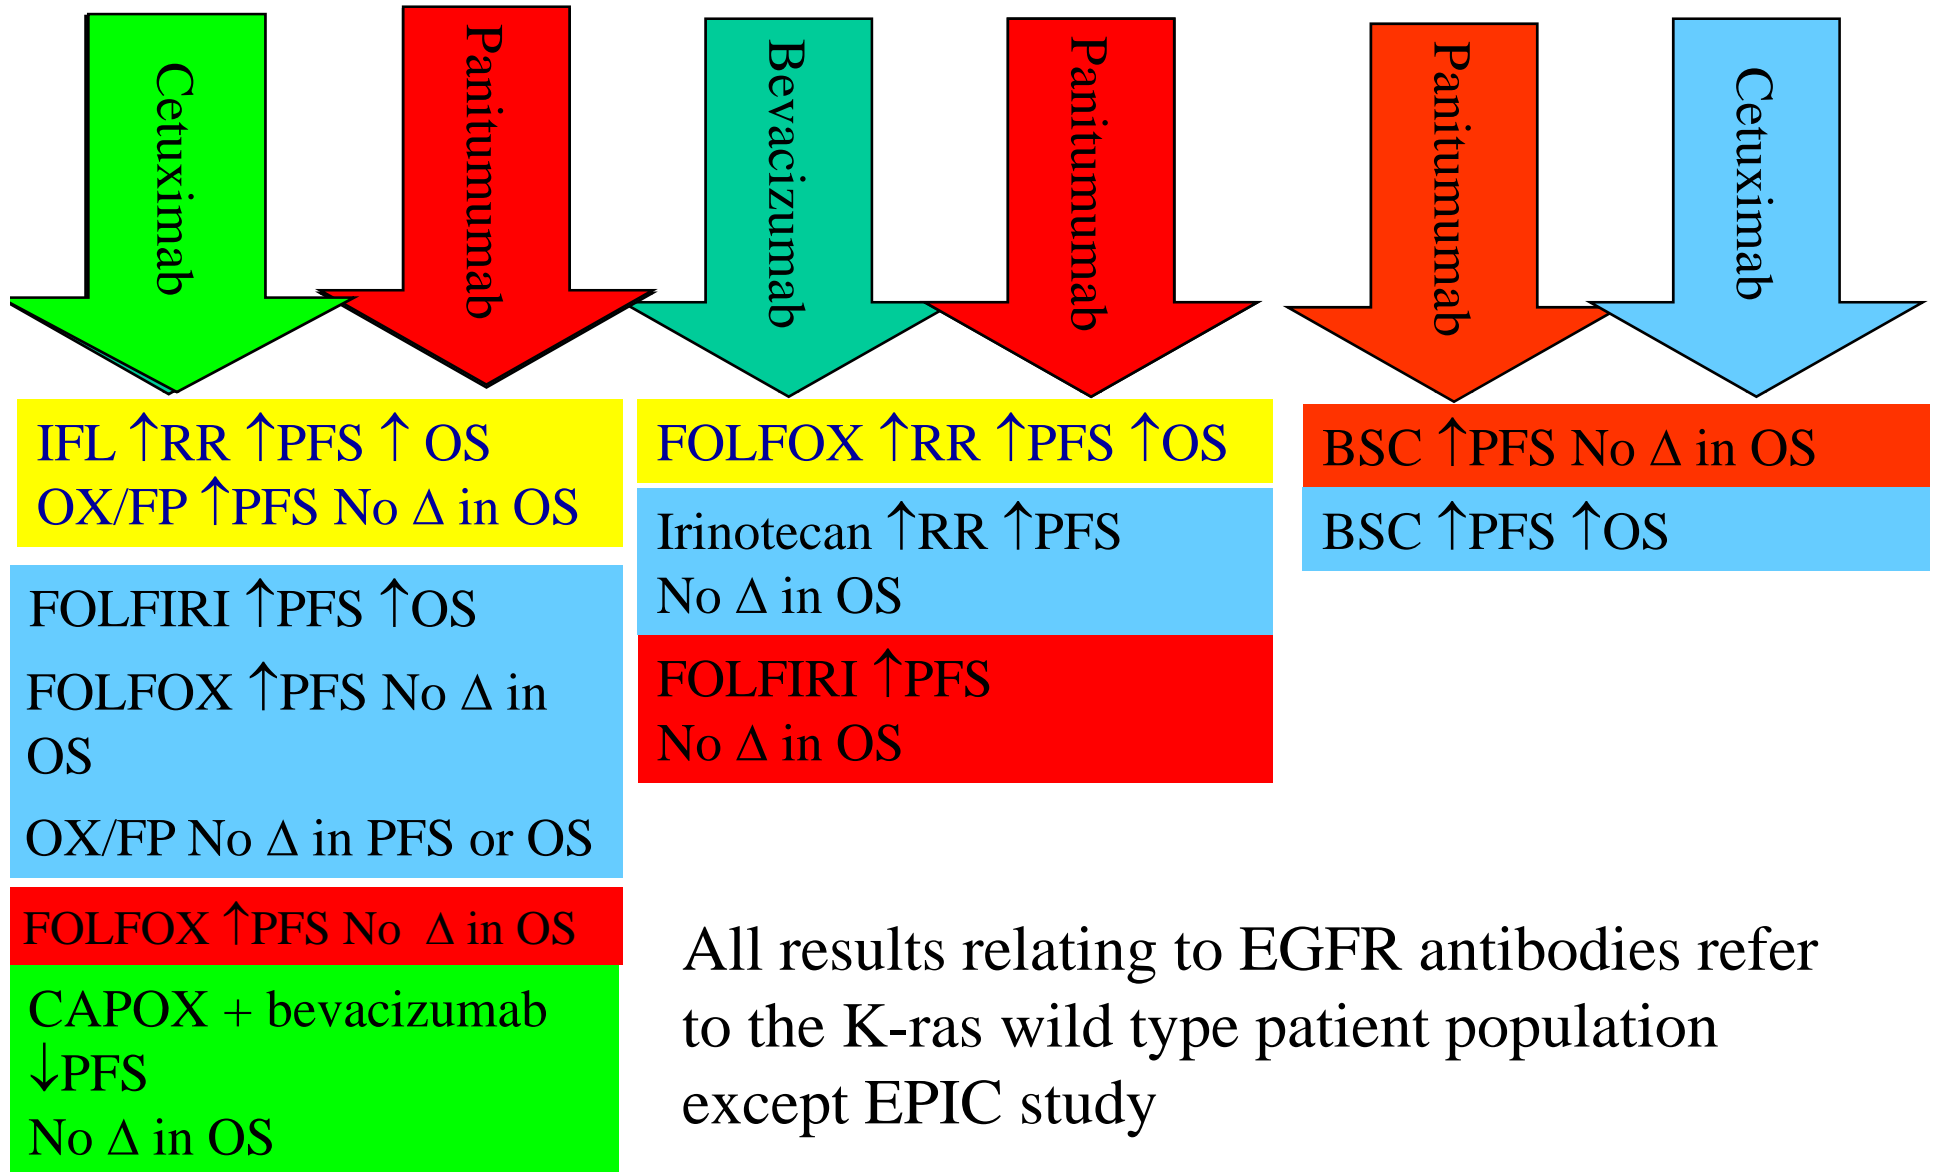 Cetuximab
Panitumumab
Bevacizumab
Panitumumab
Panitumumab
Cetuximab
IFL ↑RR ↑PFS ↑ OS
OX/FP ↑PFS No Δ in OS
FOLFIRI ↑PFS ↑OS
FOLFOX ↑PFS No Δ in
OS
OX/FP No Δ in PFS or OS
FOLFOX ↑PFS No Δ in OS
CAPOX + bevacizumab
↓PFS
No Δ in OS
FOLFOX ↑RR ↑PFS ↑OS
Irinotecan ↑RR ↑PFS
No Δ in OS
FOLFIRI ↑PFS
No Δ in OS
BSC ↑PFS No Δ in OS
BSC ↑PFS ↑OS
All results relating to EGFR antibodies refer
to the K-ras wild type patient population
except EPIC study